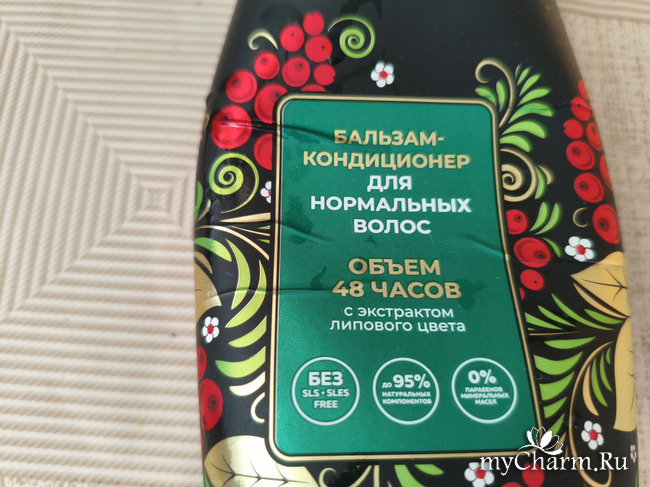 БАЛЬЗАМ-
КОНДИЦИОНЕР
ДЛЯ
НОРМАЛЬНЫХ
ВОЛОС
ОБЪЕМ
48 ЧАСОВ
с экстрактом
липового цвета
БЕЗ
SLS • SLES
FREE
ДО 95%
НАТУРАЛЬНЫХ
КОМПОНЕНТОВ
0%
ПАРАБЕНОВ
МИНЕРАЛЬНЫХ
МАСЕЛ
myCharm.Ru